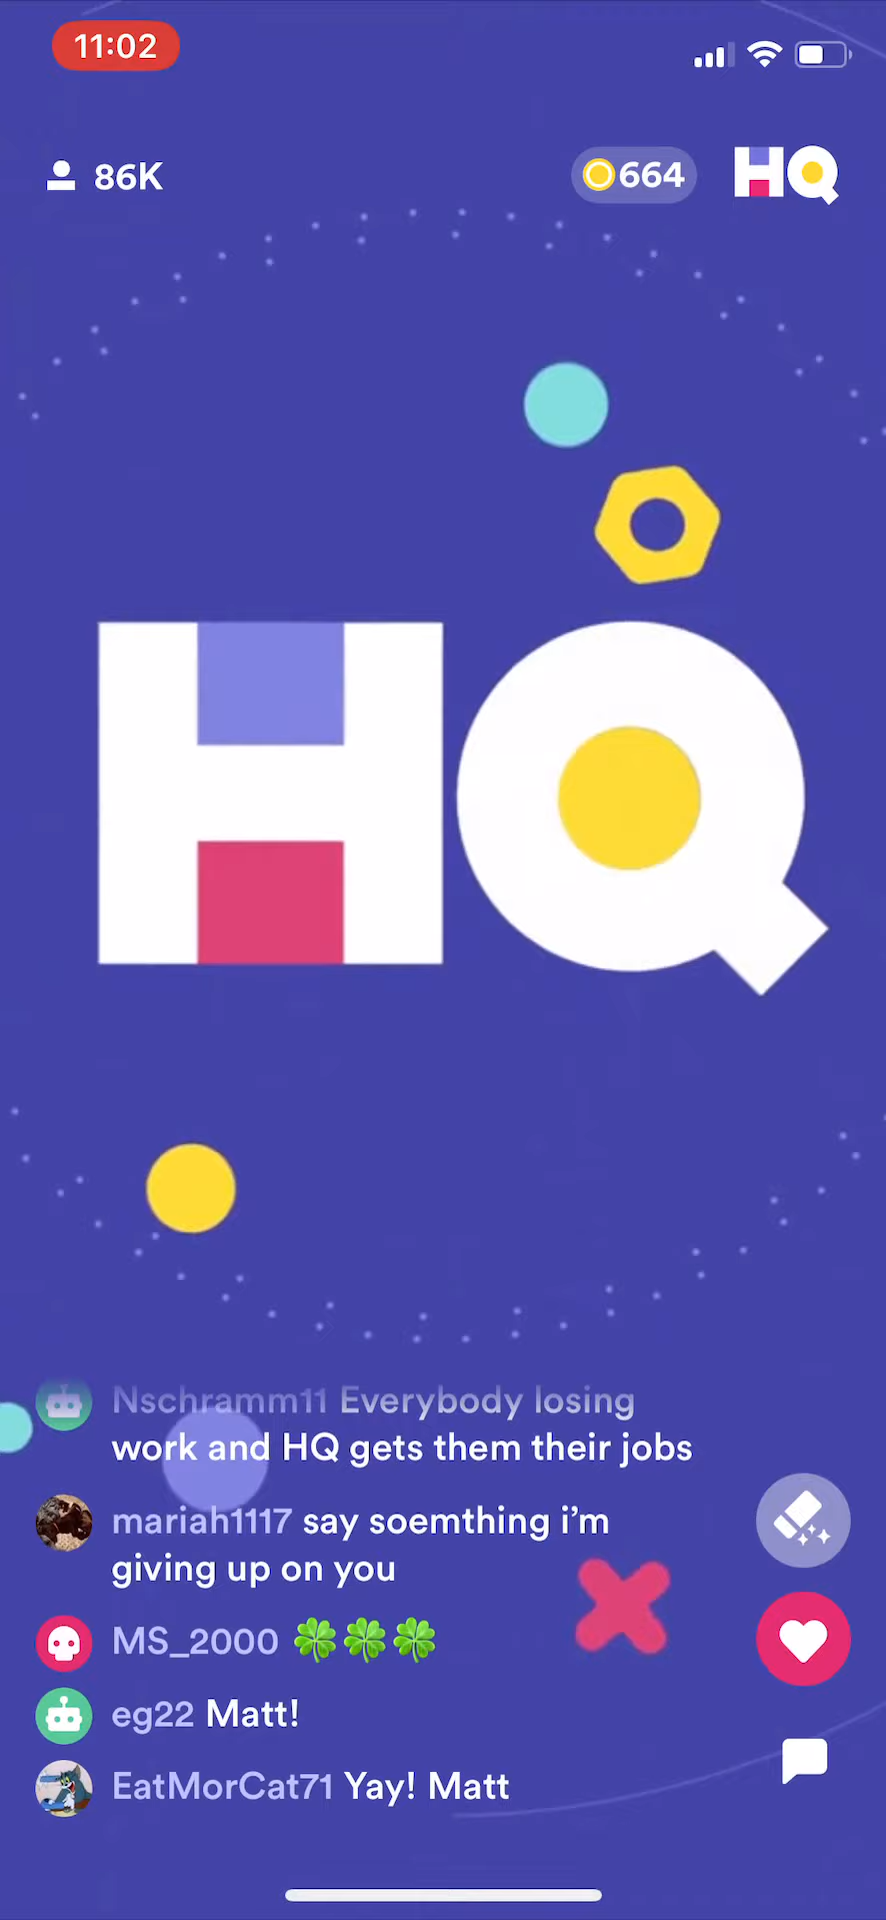 11:02
86K
664
HQ
HQ
Nschramm11 Everybody losing
work and HQ gets them their jobs
mariah1117 say soemthing i'm
giving up on you
MS_2000 🍀🍀🍀
eg22 Matt!
EatMorCat71 Yay! Matt